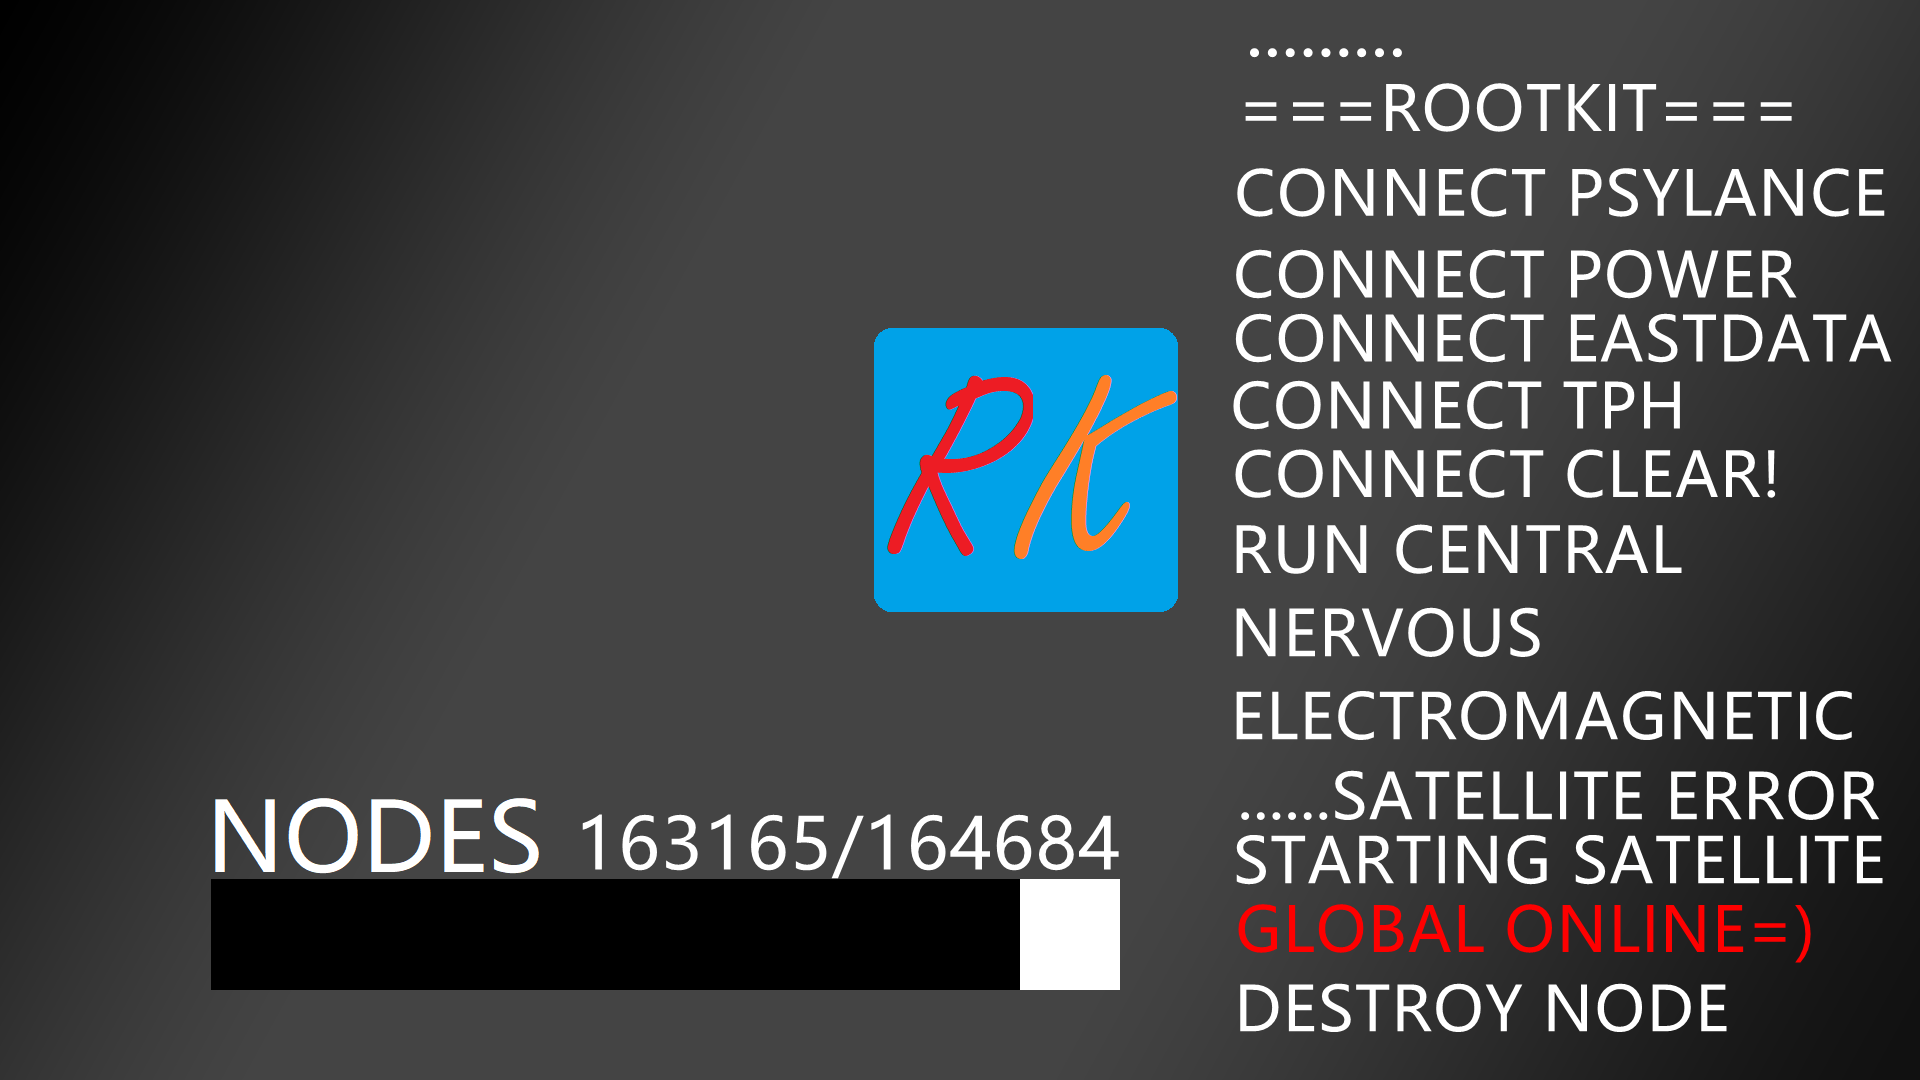 .........
===ROOTKIT===
CONNECT PSYLANCE
CONNECT POWER
CONNECT EASTDATA
CONNECT TPH
CONNECT CLEAR!
RUN CENTRAL
NERVOUS
ELECTROMAGNETIC
......SATELLITE ERROR
STARTING SATELLITE
GLOBAL ONLINE=)
DESTROY NODE
RK
NODES 163165/164684